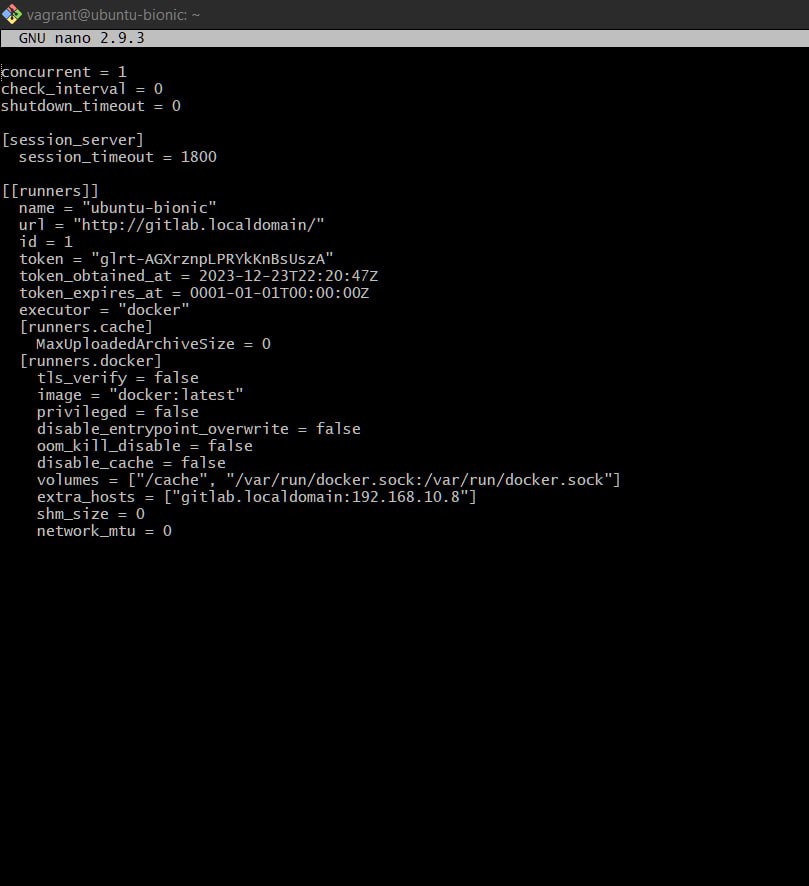 vagrant@ubuntu-bionic: ~
GNU nano 2.9.3
concurrent = 1
check_interval = 0
shutdown_timeout = 0
[session_server]
session_timeout = 1800
[[runners]]
name = "ubuntu-bionic"
url = "http://gitlab.localdomain/"
id = 1
token = "glrt-AGXrznpLPRYkKnBsUszA"
token_obtained_at = 2023-12-23T22:20:47Z
token_expires_at = 0001-01-01T00:00:00Z
executor = "docker"
[runners.cache]
MaxUploadedArchiveSize = 0
[runners.docker]
tls_verify = false
image = "docker:latest"
privileged = false
disable_entrypoint_overwrite = false
oom_kill_disable = false
disable_cache = false
volumes = ["/cache", "/var/run/docker.sock:/var/run/docker.sock"]
extra_hosts = ["gitlab.localdomain:192.168.10.8"]
shm_size = 0
network_mtu = 0